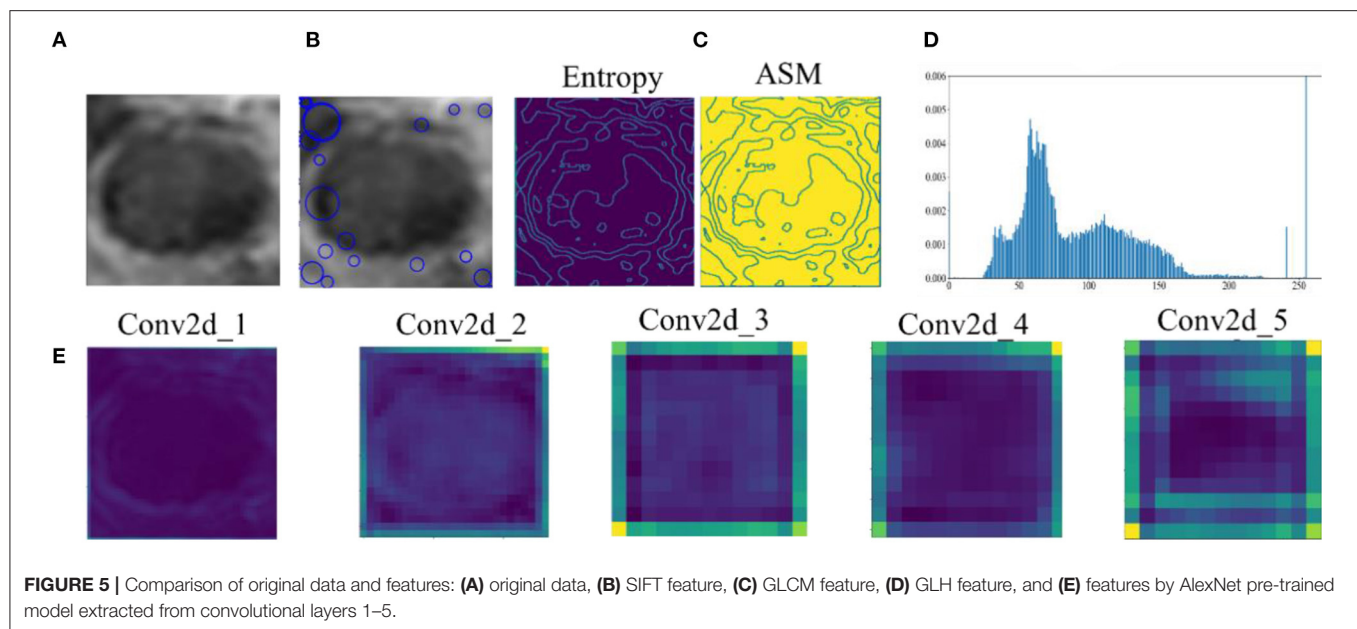 A
B
C
D
Entropy
ASM
0.006
0.005
0.004
0.003
0.002
0.001
0.000
0
50
100
150
200
250
E
Conv2d_1
Conv2d_2
Conv2d_3
Conv2d_4
Conv2d_5
FIGURE 5 | Comparison of original data and features: (A) original data, (B) SIFT feature, (C) GLCM feature, (D) GLH feature, and (E) features by AlexNet pre-trained
model extracted from convolutional layers 1–5.